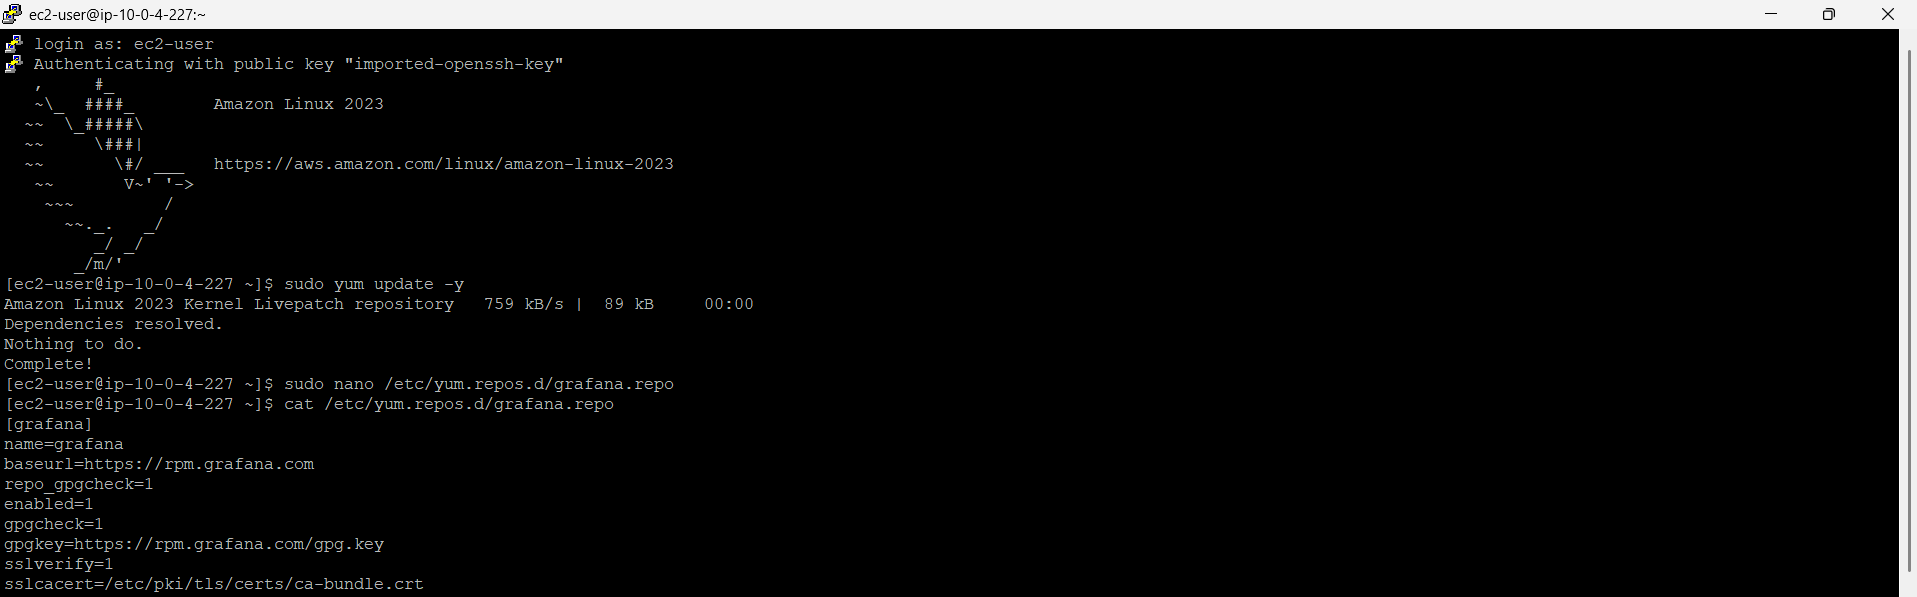 ec2-user@ip-10-0-4-227:~
login as: ec2-user
Authenticating with public key "imported-openssh-key"
   ,     #_
   ~\_  ####_        Amazon Linux 2023
  ~~  \_#####\
  ~~     \###|
  ~~       \#/ ___   https://aws.amazon.com/linux/amazon-linux-2023
   ~~       V~' '->
    ~~~         /
      ~~._.   _/
         _/ _/
       _/m/'
[ec2-user@ip-10-0-4-227 ~]$ sudo yum update -y
Amazon Linux 2023 Kernel Livepatch repository   759 kB/s |  89 kB     00:00
Dependencies resolved.
Nothing to do.
Complete!
[ec2-user@ip-10-0-4-227 ~]$ sudo nano /etc/yum.repos.d/grafana.repo
[ec2-user@ip-10-0-4-227 ~]$ cat /etc/yum.repos.d/grafana.repo
[grafana]
name=grafana
baseurl=https://rpm.grafana.com
repo_gpgcheck=1
enabled=1
gpgcheck=1
gpgkey=https://rpm.grafana.com/gpg.key
sslverify=1
sslcacert=/etc/pki/tls/certs/ca-bundle.crt